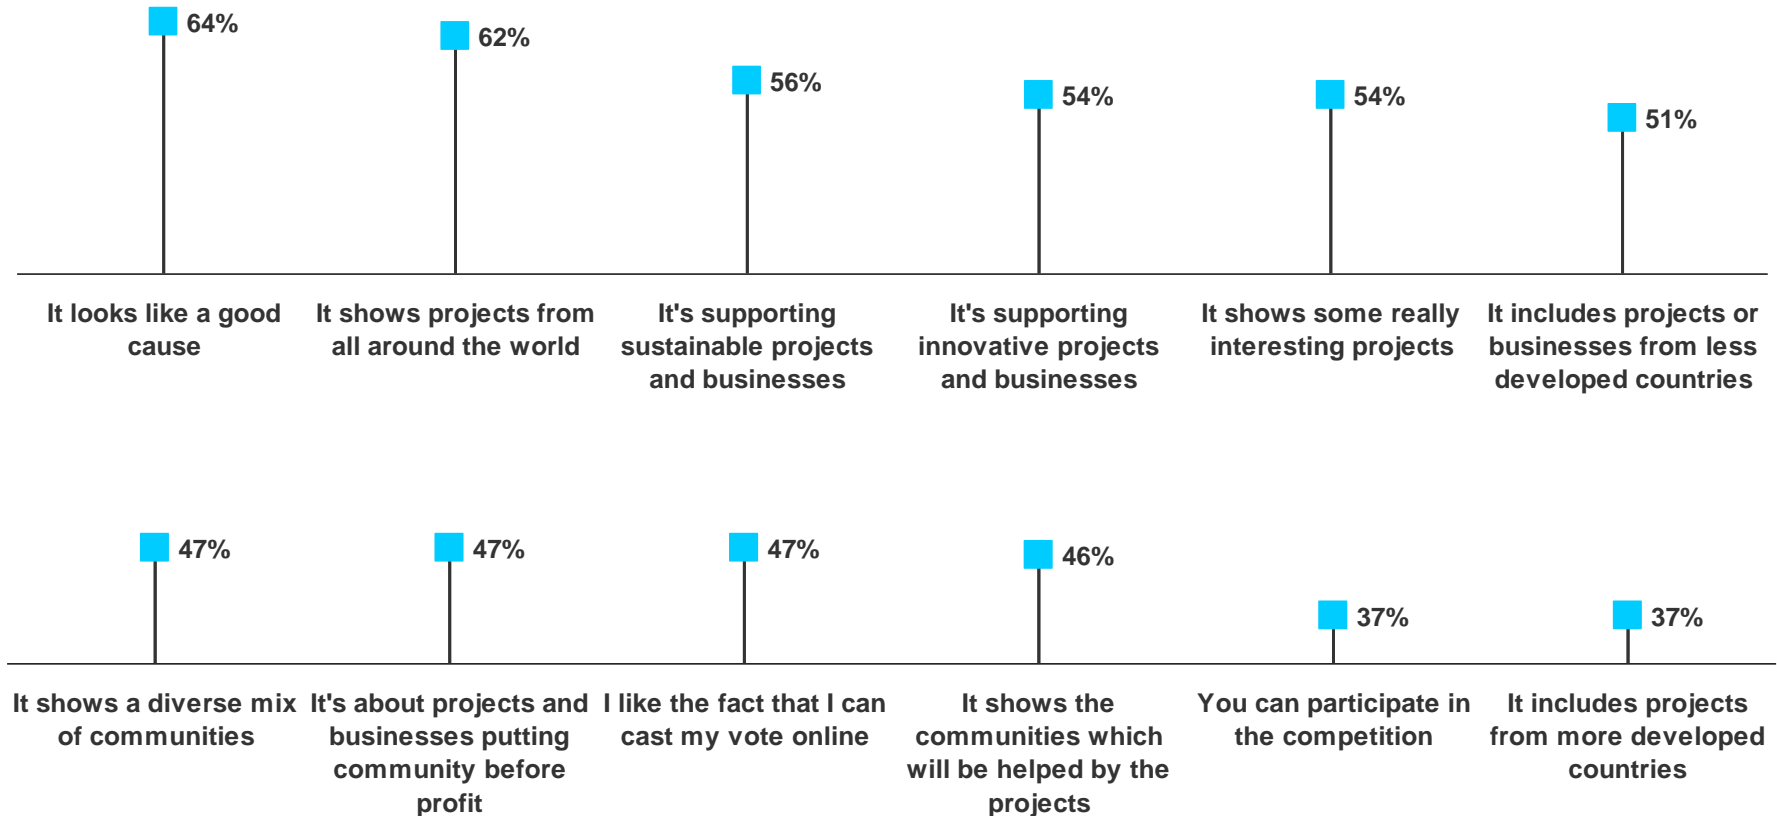 64%
62%
56%
54%
54%
51%
It looks like a good
cause
It shows projects from
all around the world
It's supporting
sustainable projects
and businesses
It's supporting
innovative projects
and businesses
It shows some really
interesting projects
It includes projects or
businesses from less
developed countries
47%
47%
47%
46%
37%
37%
It shows a diverse mix
of communities
It's about projects and
businesses putting
community before
profit
I like the fact that I can
cast my vote online
It shows the
communities which
will be helped by the
projects
You can participate in
the competition
It includes projects
from more developed
countries